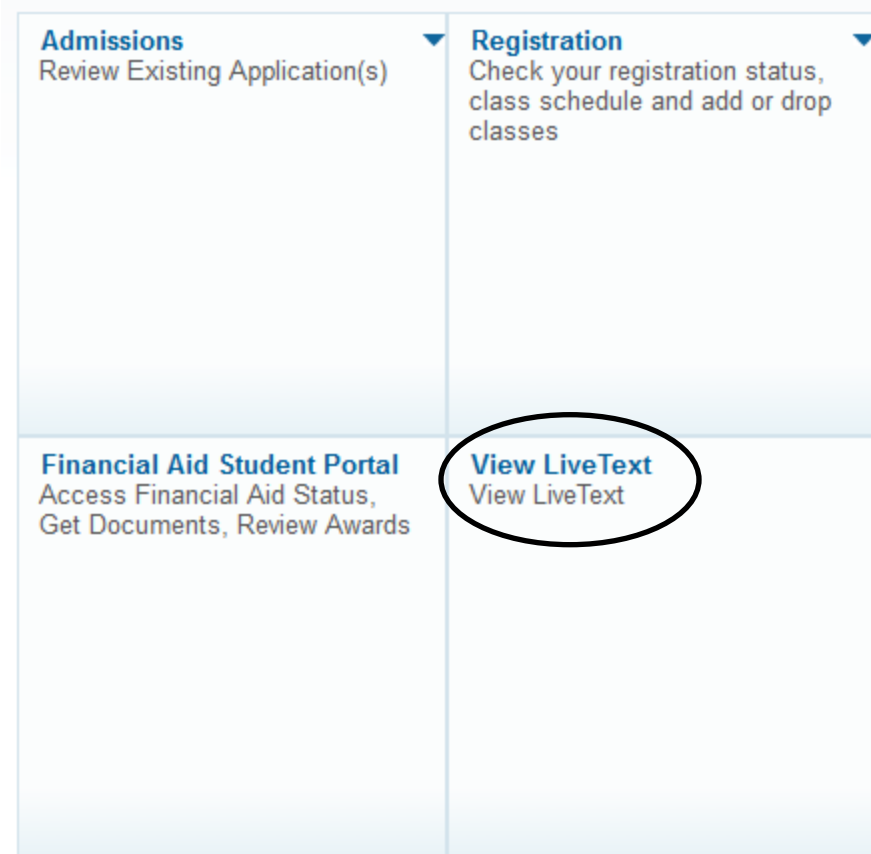 Admissions
Review Existing Application(s)
Registration
Check your registration status,
class schedule and add or drop
classes
Financial Aid Student Portal
Access Financial Aid Status,
Get Documents, Review Awards
View LiveText
View LiveText